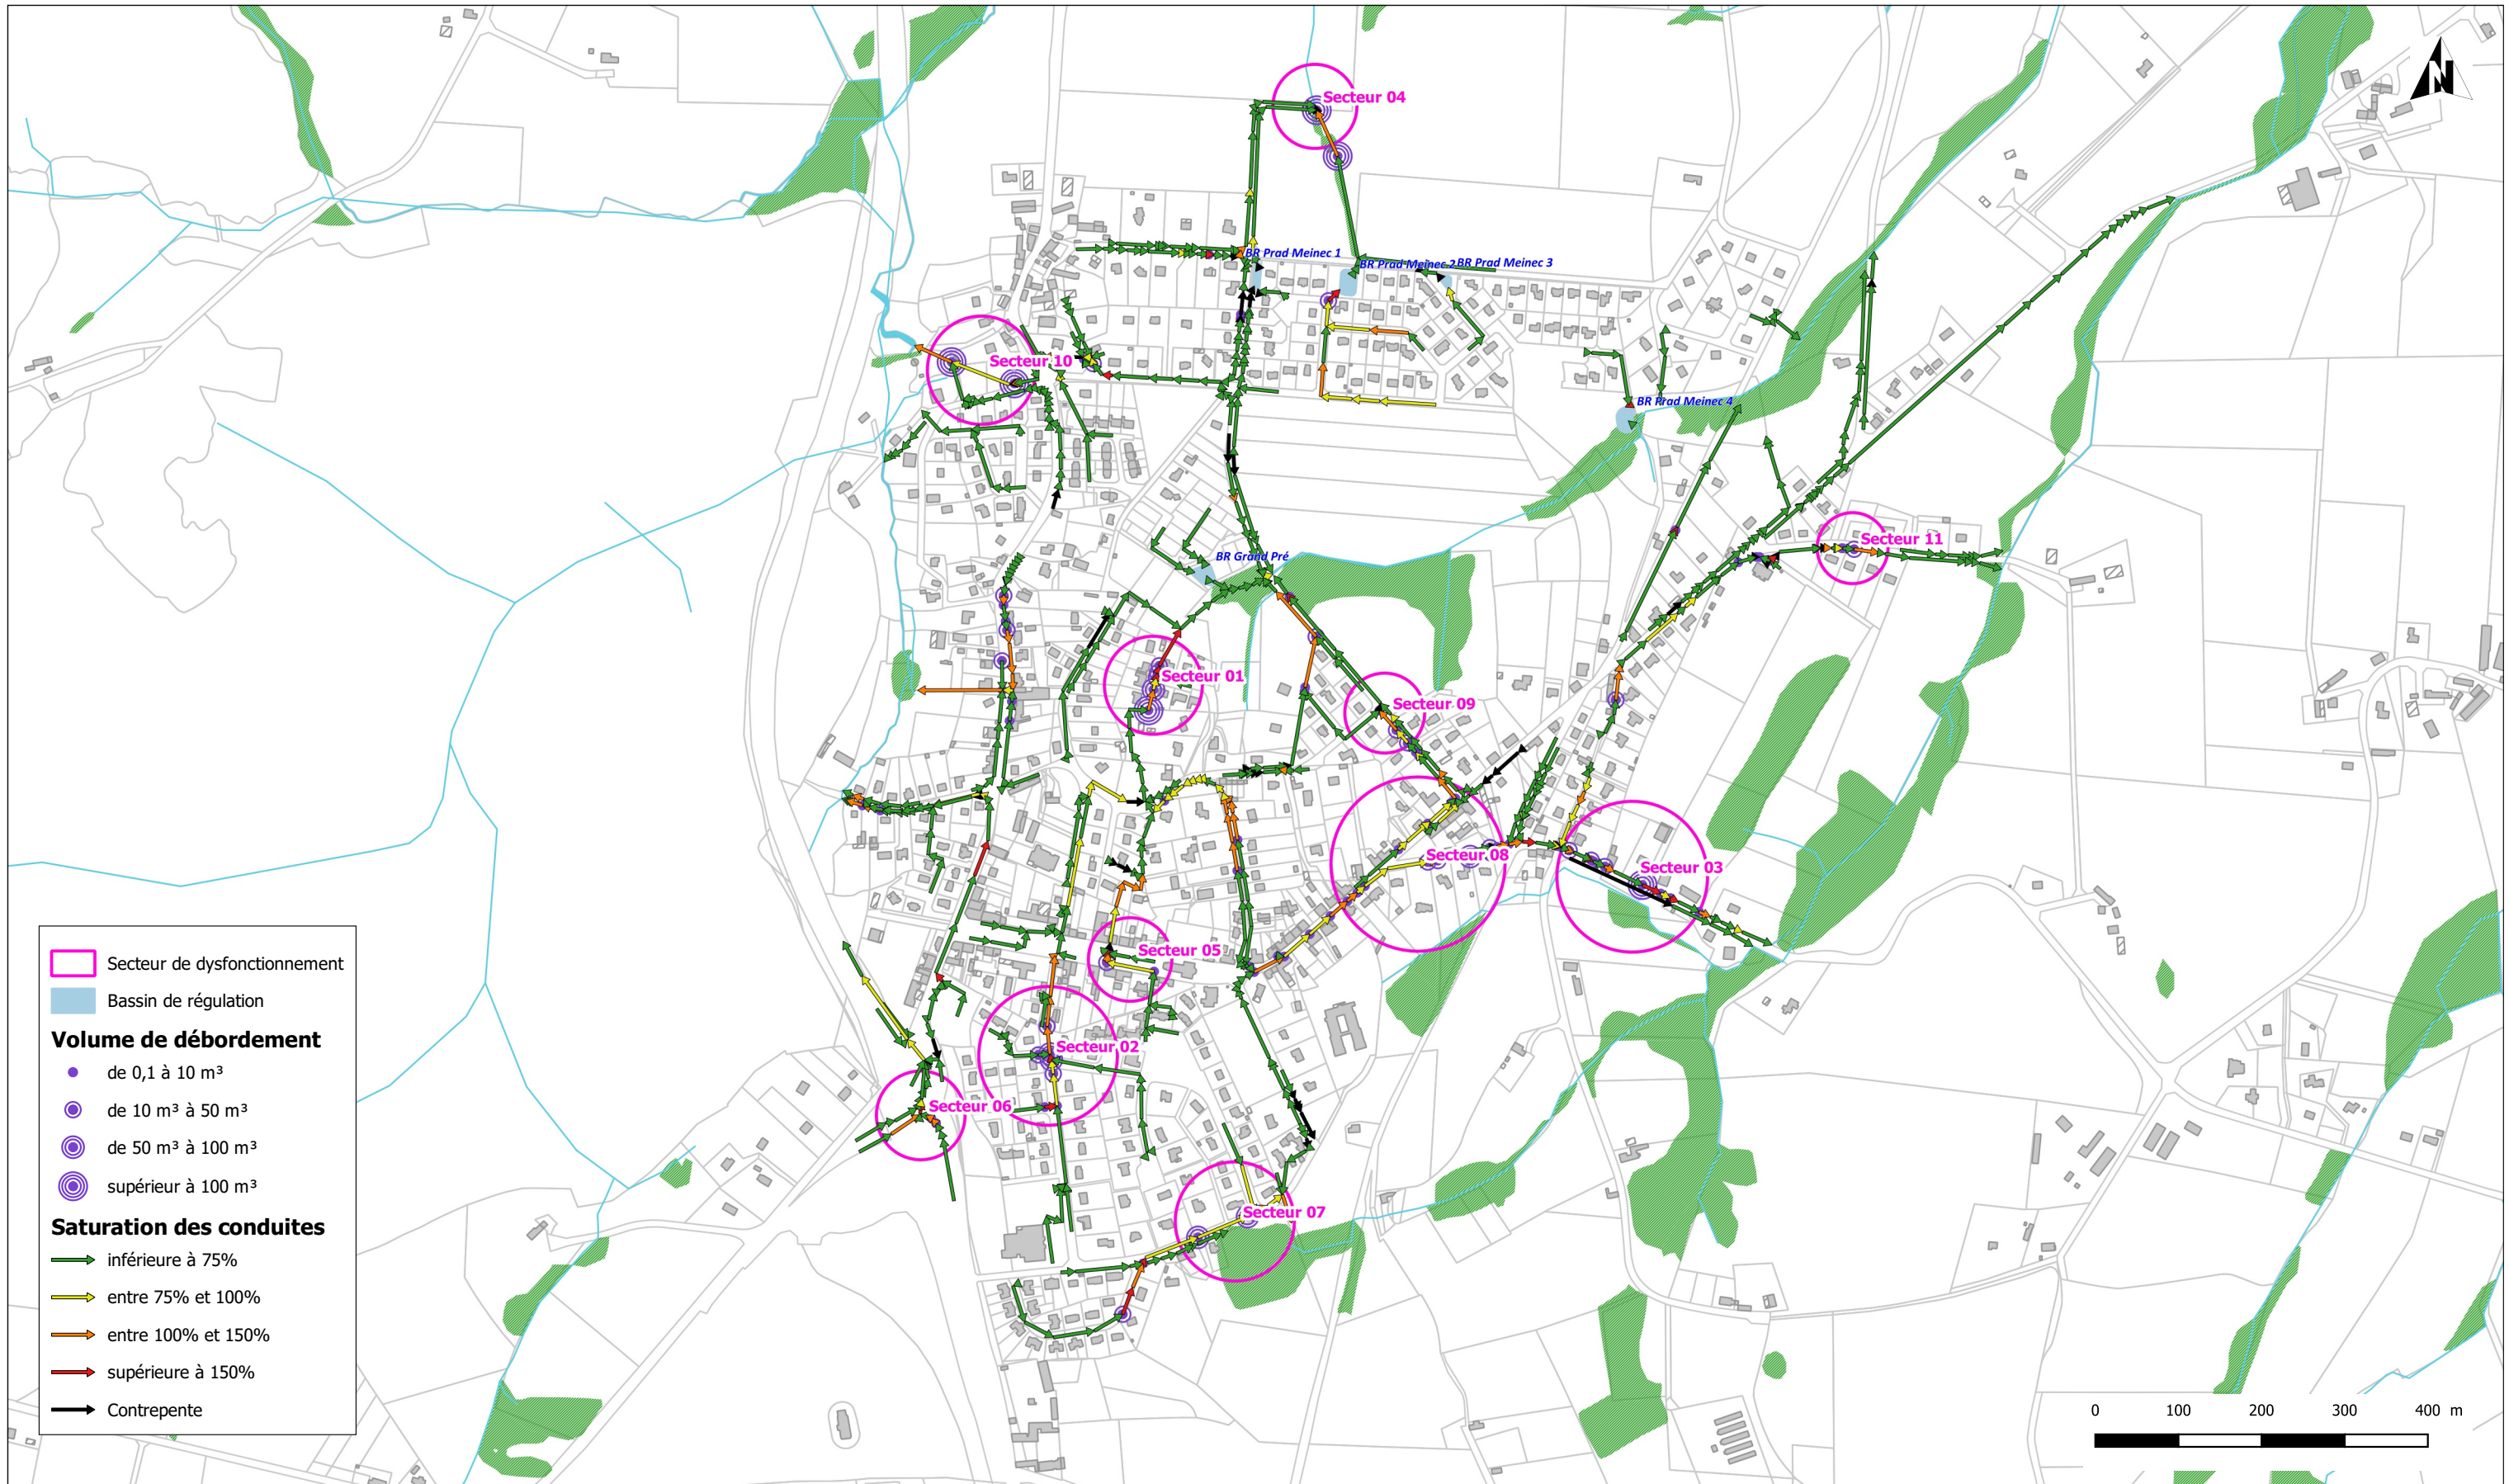 N
Secteur 04
BR Prad Meinec 1
BR Prad Meinec 2
BR Prad Meinec 3
Secteur 10
BR Prad Meinec 4
Secteur 11
BR Grand Pré
Secteur 01
Secteur 09
Secteur 08
Secteur 03
Secteur 05
Secteur 02
Secteur 06
Secteur 07
Secteur de dysfonctionnement
Bassin de régulation
Volume de débordement
de 0,1 à 10 m³
de 10 m³ à 50 m³
de 50 m³ à 100 m³
supérieur à 100 m³
Saturation des conduites
inférieure à 75%
entre 75% et 100%
entre 100% et 150%
supérieure à 150%
Contrepente
0 100 200 300 400 m